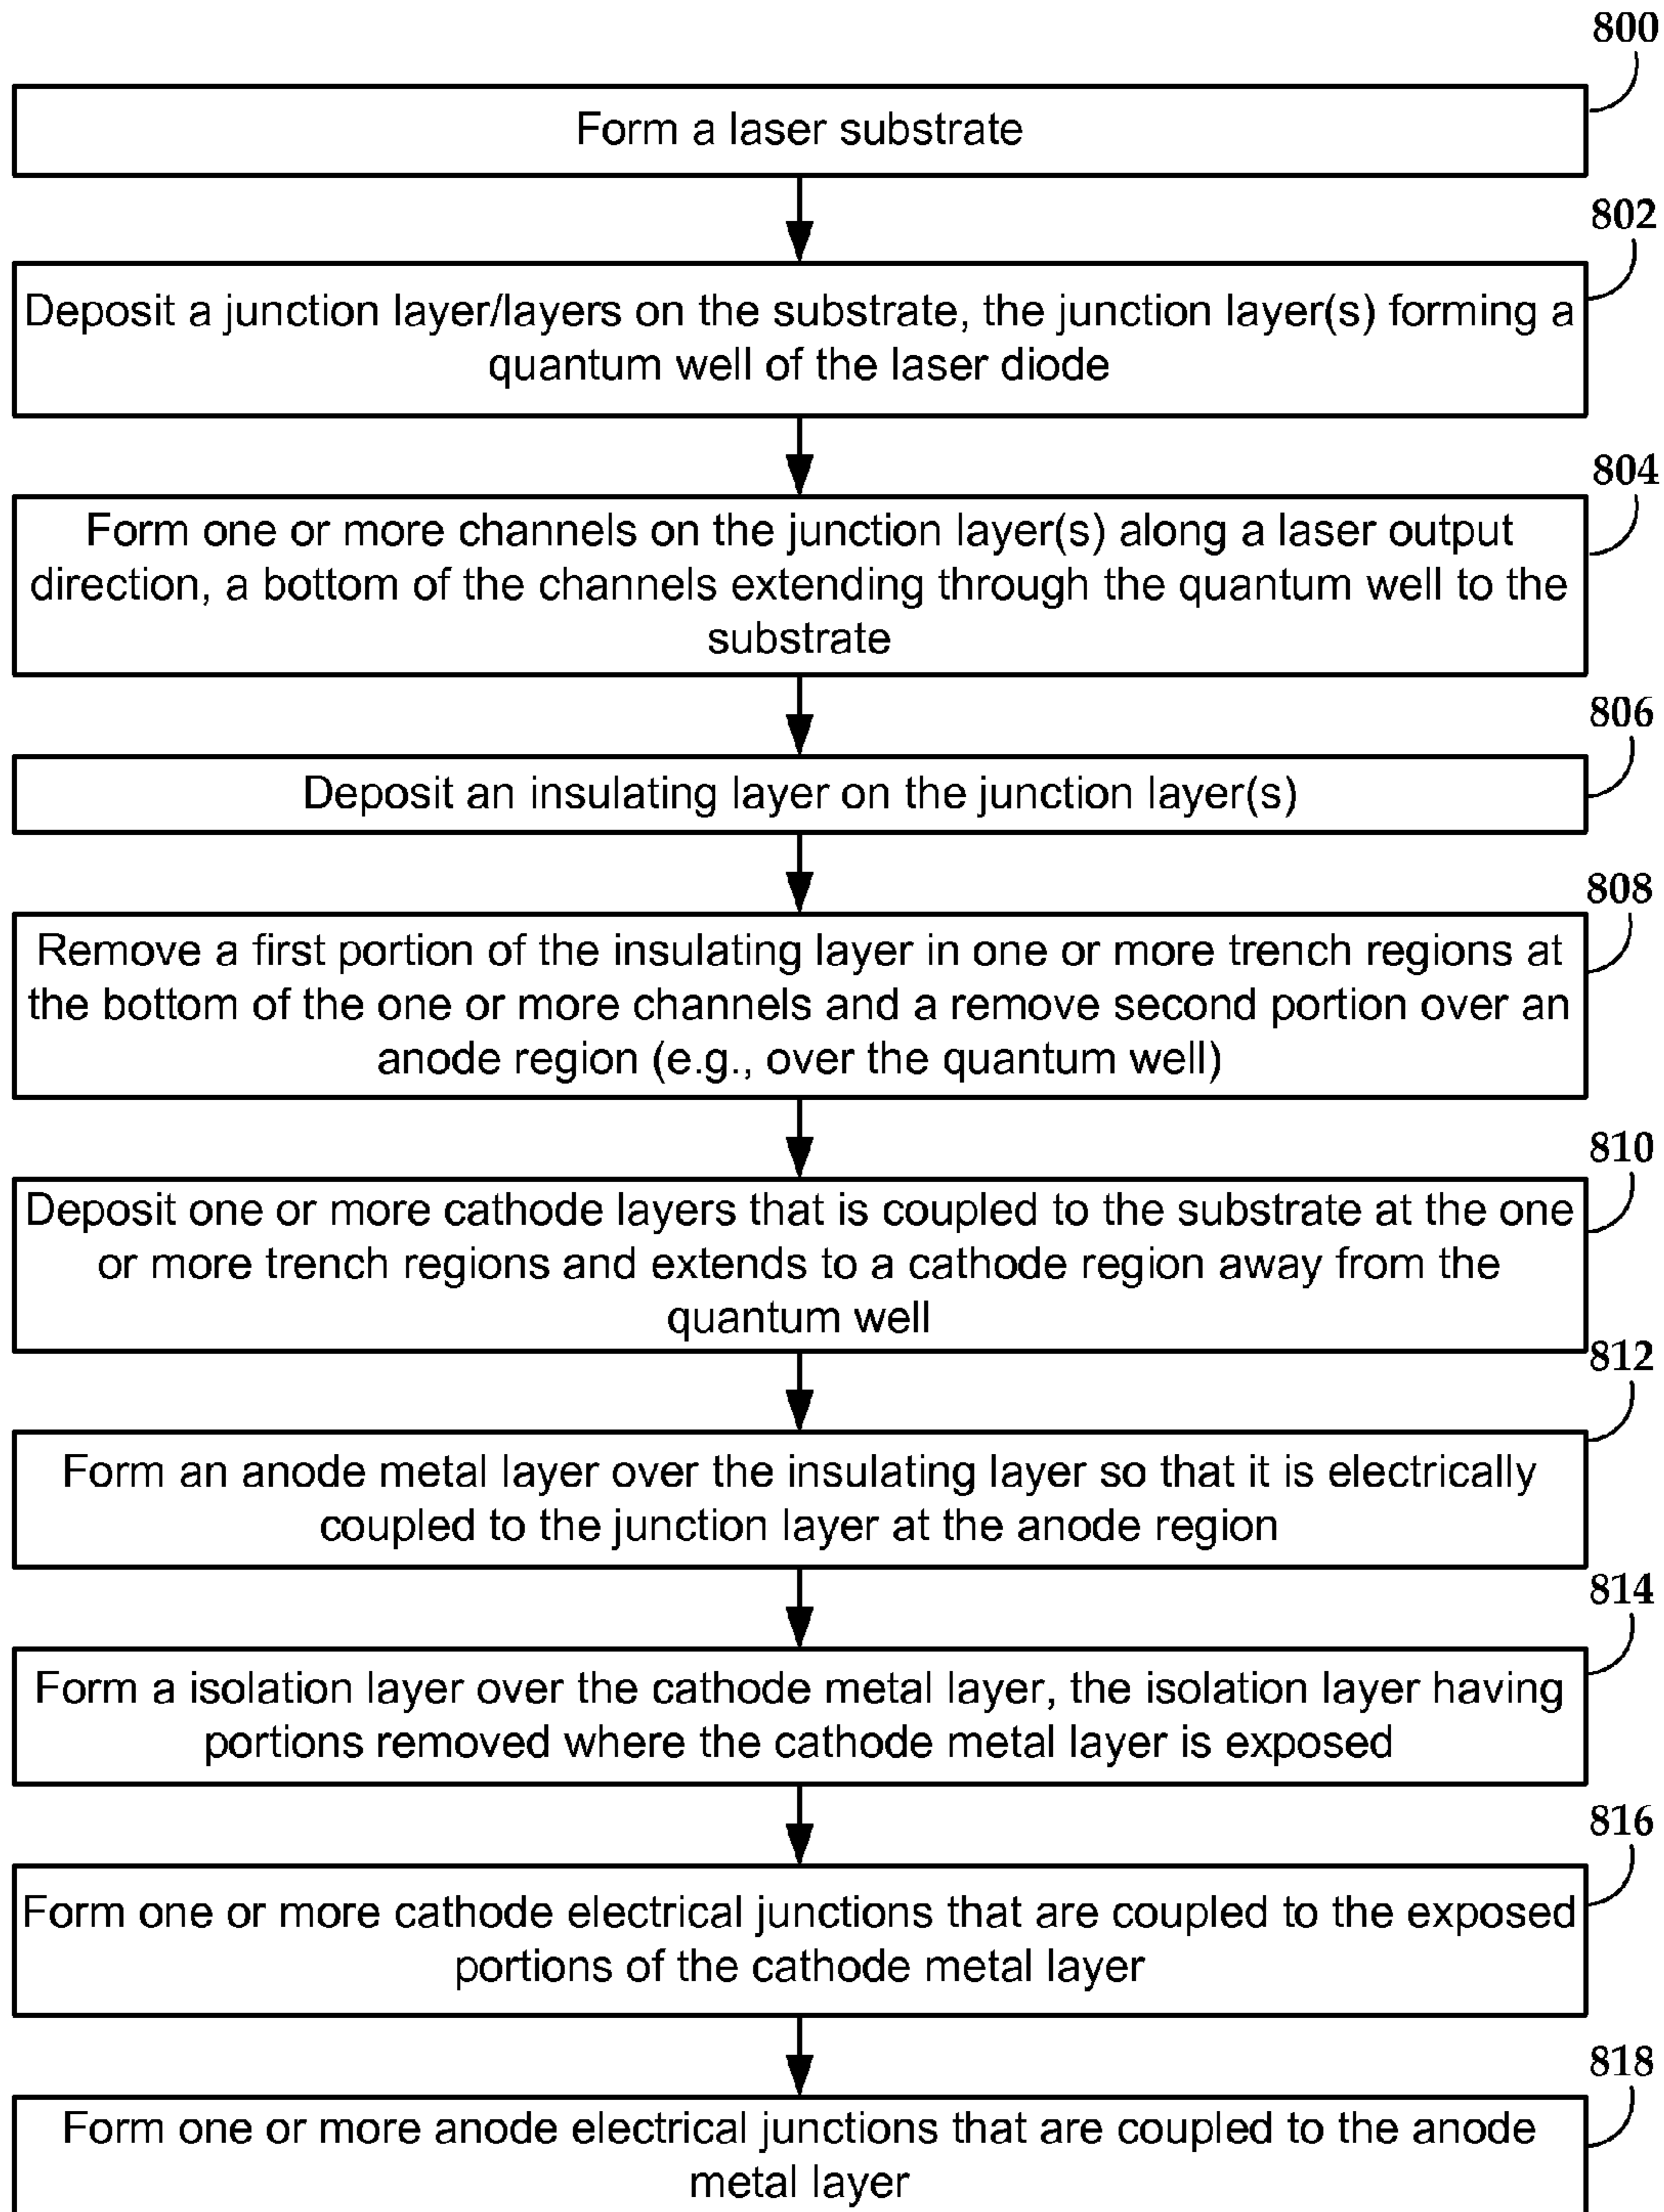 800
Form a laser substrate
802
Deposit a junction layer/layers on the substrate, the junction layer(s) forming a
quantum well of the laser diode
804
Form one or more channels on the junction layer(s) along a laser output
direction, a bottom of the channels extending through the quantum well to the
substrate
806
Deposit an insulating layer on the junction layer(s)
808
Remove a first portion of the insulating layer in one or more trench regions at
the bottom of the one or more channels and a remove second portion over an
anode region (e.g., over the quantum well)
810
Deposit one or more cathode layers that is coupled to the substrate at the one
or more trench regions and extends to a cathode region away from the
quantum well
812
Form an anode metal layer over the insulating layer so that it is electrically
coupled to the junction layer at the anode region
814
Form a isolation layer over the cathode metal layer, the isolation layer having
portions removed where the cathode metal layer is exposed
816
Form one or more cathode electrical junctions that are coupled to the exposed
portions of the cathode metal layer
818
Form one or more anode electrical junctions that are coupled to the anode
metal layer